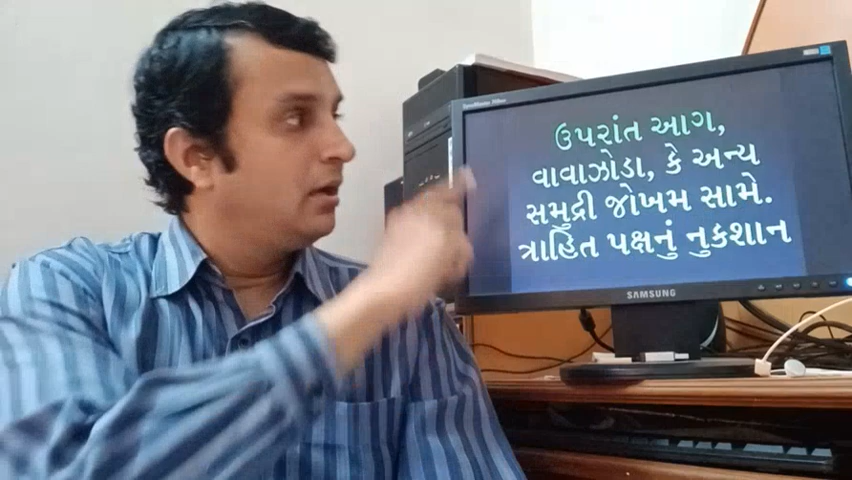 ઉપરાંત આગ,
વાવાઝોડા, કે અન્ય
સમુદ્રી જોખમ સામે.
ત્રાહિત પક્ષનું નુકશાન
SAMSUNG